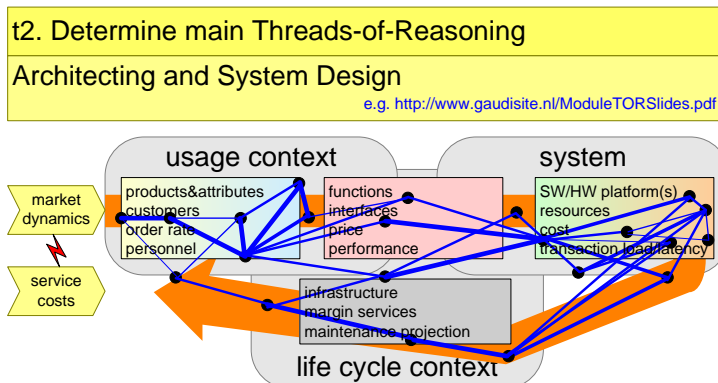 t2. Determine main Threads-of-Reasoning
Architecting and System Design
e.g. http://www.gaudisite.nl/ModuleTORSlides.pdf
usage context
system
market
dynamics
service
costs
products&attributes
customers
order rate
personnel
functions
interfaces
price
performance
SW/HW platform(s)
resources
cost
transaction load/latency
infrastructure
margin services
maintenance projection
life cycle context